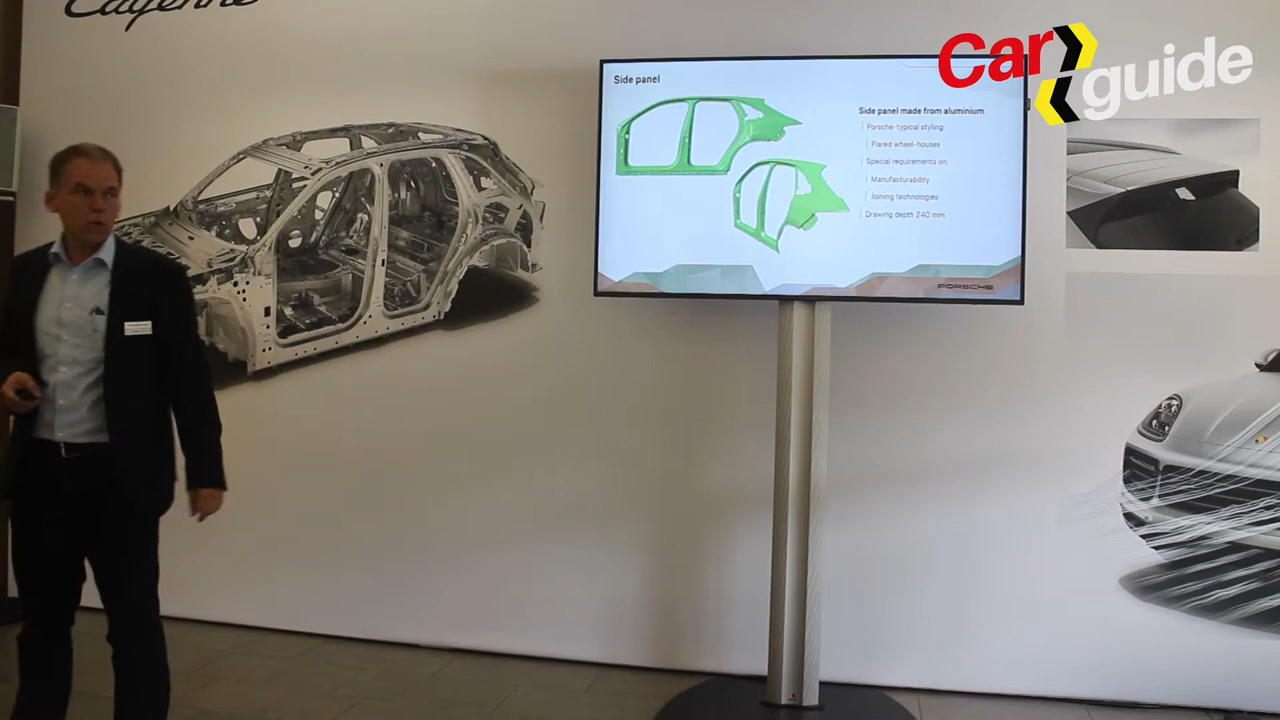 Cayenne
Car guide
Side panel
Side panel made from aluminium
Porsche-typical styling:
Flared wheel-houses
Special requirements on:
Manufacturability
Joining technologies
Drawing depth 240 mm
PORSCHE